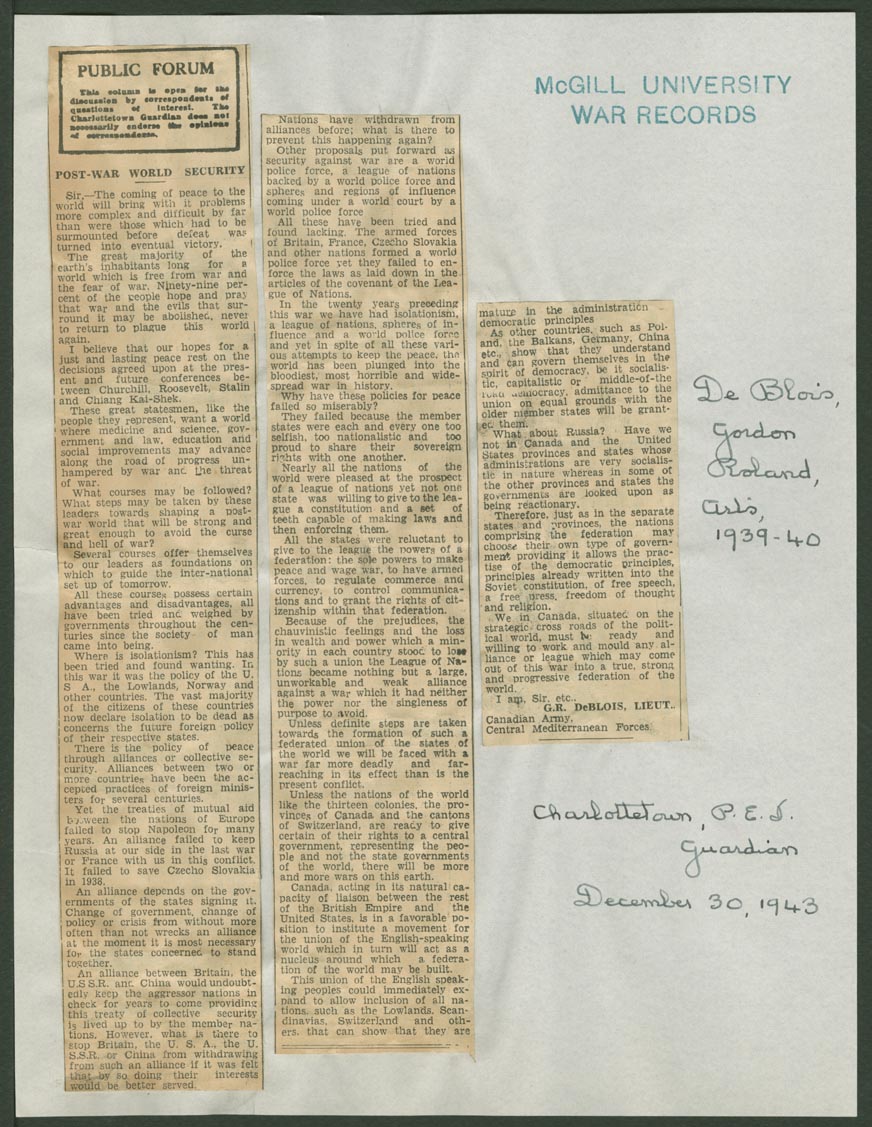 PUBLIC FORUM
This column is open for the
discussion by correspondents of
questions of interest. The
Charlottetown Guardian does not
necessarily endorse the opinions
of correspondents.
POST-WAR WORLD SECURITY
Sir,—The coming of peace to the
world will bring with it problems
more complex and difficult by far
than were those which had to be
surmounted before defeat was
turned into eventual victory.
The great majority of the
earth's inhabitants long for a
world which is free from war and
the fear of war. Ninety-nine per-
cent of the people hope and pray
that war and the evils that sur-
round it may be abolished, never
to return to plague this world
again.
I believe that our hopes for a
just and lasting peace rest on the
decisions agreed upon at the pres-
ent and future conferences be-
tween Churchill, Roosevelt, Stalin
and Chiang Kai-Shek.
These great statesmen, like the
people they represent, want a world
where medicine and science, gov-
ernment and law, education and
social improvements may advance
along the road of progress un-
hampered by war and the threat
of war.
What courses may be followed?
What steps may be taken by these
leaders towards shaping a post-
war world that will be strong and
great enough to avoid the curse
and hell of war?
Several courses offer themselves
to our leaders as foundations on
which to guide the inter-national
set up of tomorrow.
All these courses possess certain
advantages and disadvantages, all
have been tried and weighed by
governments throughout the cen-
turies since the society of man
came into being.
Where is isolationism? This has
been tried and found wanting. In
this war it was the policy of the U.
S A., the Lowlands, Norway and
other countries. The vast majority
of the citizens of these countries
now declare isolation to be dead as
concerns the future foreign policy
of their respective states.
There is the policy of peace
through alliances or collective se-
curity. Alliances between two or
more countries have been the ac-
cepted practices of foreign minis-
ters for several centuries.
Yet the treaties of mutual aid
between the nations of Europe
failed to stop Napoleon for many
years. An alliance failed to keep
Russia at our side in the last war
or France with us in this conflict.
It failed to save Czecho Slovakia
in 1938.
An alliance depends on the gov-
ernments of the states signing it.
Change of government, change of
policy or crisis from without more
often than not wrecks an alliance
at the moment it is most necessary
for the states concerned to stand
together.
An alliance between Britain, the
U.S S.R. and China would undoubt-
edly keep the aggressor nations in
check for years to come providing
this treaty of collective security
is lived up to by the member na-
tions. However, what is there to
stop Britain, the U. S. A., the U.
S.S.R. or China from withdrawing
from such an alliance if it was felt
that by so doing their interests
would be better served.
Nations have withdrawn from
alliances before; what is there to
prevent this happening again?
Other proposals put forward as
security against war are a world
police force, a league of nations
backed by a world police force and
spheres and regions of influence
coming under a world court by a
world police force
All these have been tried and
found lacking. The armed forces
of Britain, France, Czecho Slovakia
and other nations formed a world
police force yet they failed to en-
force the laws as laid down in the
articles of the covenant of the Lea-
gue of Nations.
In the twenty years preceding
this war we have had isolationism,
a league of nations, spheres of in-
fluence and a world police force
and yet in spite of all these vari-
ous attempts to keep the peace, the
world has been plunged into the
bloodiest, most horrible and wide-
spread war in history.
Why have these policies for peace
failed so miserably?
They failed because the member
states were each and every one too
selfish, too nationalistic and too
proud to share their sovereign
rights with one another.
Nearly all the nations of the
world were pleased at the prospect
of a league of nations yet not one
state was willing to give to the lea-
gue a constitution and a set of
teeth capable of making laws and
then enforcing them.
All the states were reluctant to
give to the league the powers of a
federation: the sole powers to make
peace and wage war, to have armed
forces, to regulate commerce and
currency, to control communica-
tions and to grant the rights of cit-
izenship within that federation.
Because of the prejudices, the
chauvinistic feelings and the loss
in wealth and power which a min-
ority in each country stood to lose
by such a union the League of Na-
tions became nothing but a large,
unworkable and weak alliance
against a war which it had neither
the power nor the singleness of
purpose to avoid.
Unless definite steps are taken
towards the formation of such a
federated union of the states of
the world we will be faced with a
war far more deadly and far-
reaching in its effect than is the
present conflict.
Unless the nations of the world
like the thirteen colonies, the pro-
vinces of Canada and the cantons
of Switzerland, are ready to give
certain of their rights to a central
government, representing the peo-
ple and not the state governments
of the world, there will be more
and more wars on this earth.
Canada, acting in its natural ca-
pacity of liaison between the rest
of the British Empire and the
United States, is in a favorable po-
sition to institute a movement for
the union of the English-speaking
world which in turn will act as a
nucleus around which a federa-
tion of the world may be built.
This union of the English speak-
ing peoples could immediately ex-
pand to allow inclusion of all na-
tions, such as the Lowlands, Scan-
dinavias, Switzerland and oth-
ers, that can show that they are
mature in the administration
democratic principles
As other countries, such as Pol-
and, the Balkans, Germany, China
etc., show that they understand
and can govern themselves in the
spirit of democracy, be it socialis-
tic, capitalistic or middle-of-the
road democracy, admittance to the
union on equal grounds with the
older member states will be grant-
ed them.
What about Russia? Have we
not in Canada and the United
States provinces and states whose
administrations are very socialis-
tic in nature whereas in some of
the other provinces and states the
governments are looked upon as
being reactionary.
Therefore, just as in the separate
states and provinces, the nations
comprising the federation may
choose their own type of govern-
ment providing it allows the prac-
tise of the democratic principles,
principles already written into the
Soviet constitution, of free speech,
a free press, freedom of thought
and religion.
We in Canada, situated on the
strategic cross roads of the polit-
ical world, must be ready and
willing to work and mould any al-
liance or league which may come
out of this war into a true, strong
and progressive federation of the
world.
I am, Sir, etc.,
G.R. DeBLOIS, LIEUT..
Canadian Army,
Central Mediterranean Forces
McGILL UNIVERSITY
WAR RECORDS
De Blois,
Gordon
Roland,
Arts,
1939-40
Charlottetown, P. E. I.
Guardian
December 30, 1943